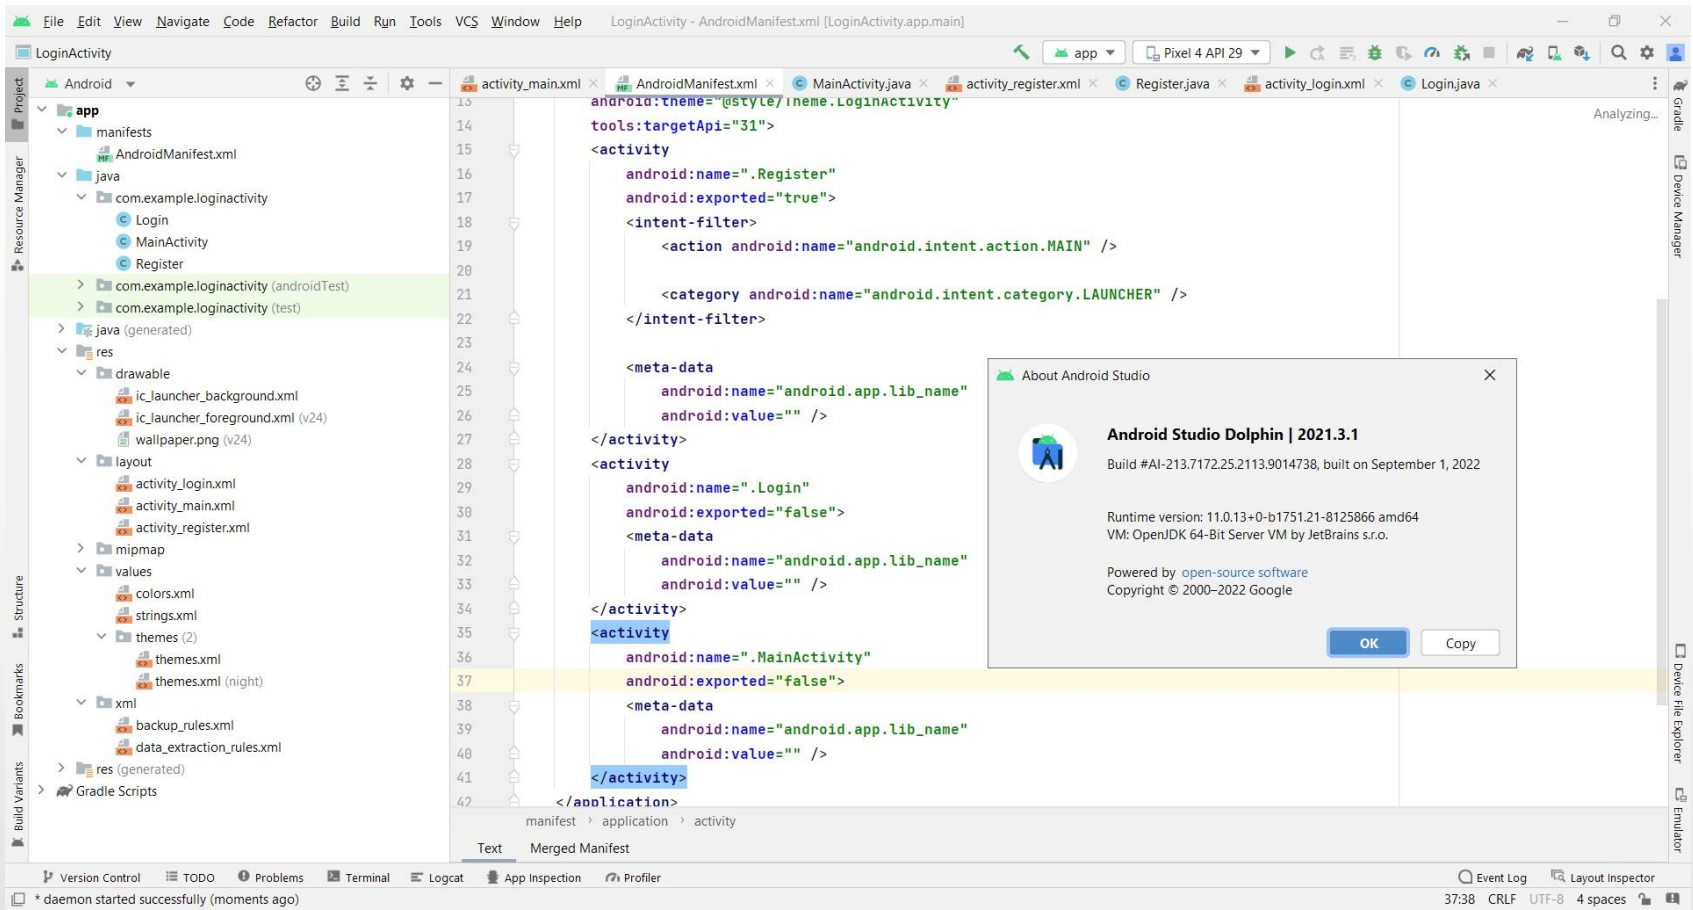 File Edit View Navigate Code Refactor Build Run Tools VCS Window Help LoginActivity - AndroidManifest.xml [LoginActivity.app.main]
LoginActivity
app
Pixel 4 API 29
Project
Resource Manager
Structure
Bookmarks
Build Variants
Android
app
manifests
AndroidManifest.xml
java
com.example.loginactivity
Login
MainActivity
Register
com.example.loginactivity (androidTest)
com.example.loginactivity (test)
java (generated)
res
drawable
ic_launcher_background.xml
ic_launcher_foreground.xml (v24)
wallpaper.png (v24)
layout
activity_login.xml
activity_main.xml
activity_register.xml
mipmap
values
colors.xml
strings.xml
themes (2)
themes.xml
themes.xml (night)
xml
backup_rules.xml
data_extraction_rules.xml
res (generated)
Gradle Scripts
activity_main.xml AndroidManifest.xml MainActivity.java activity_register.xml Register.java activity_login.xml Login.java
Analyzing...
13 android:theme="@style/Theme.LoginActivity"
14 tools:targetApi="31">
15 <activity
16 android:name=".Register"
17 android:exported="true">
18 <intent-filter>
19 <action android:name="android.intent.action.MAIN" />
20
21 <category android:name="android.intent.category.LAUNCHER" />
22 </intent-filter>
23
24 <meta-data
25 android:name="android.app.lib_name"
26 android:value="" />
27 </activity>
28 <activity
29 android:name=".Login"
30 android:exported="false">
31 <meta-data
32 android:name="android.app.lib_name"
33 android:value="" />
34 </activity>
35 <activity
36 android:name=".MainActivity"
37 android:exported="false">
38 <meta-data
39 android:name="android.app.lib_name"
40 android:value="" />
41 </activity>
42 </application>
manifest › application › activity
Text Merged Manifest
About Android Studio
Android Studio Dolphin | 2021.3.1
Build #AI-213.7172.25.2113.9014738, built on September 1, 2022
Runtime version: 11.0.13+0-b1751.21-8125866 amd64
VM: OpenJDK 64-Bit Server VM by JetBrains s.r.o.
Powered by open-source software
Copyright © 2000–2022 Google
OK
Copy
Gradle
Device Manager
Device File Explorer
Emulator
Version Control TODO Problems Terminal Logcat App Inspection Profiler Event Log Layout Inspector
* daemon started successfully (moments ago) 37:38 CRLF UTF-8 4 spaces